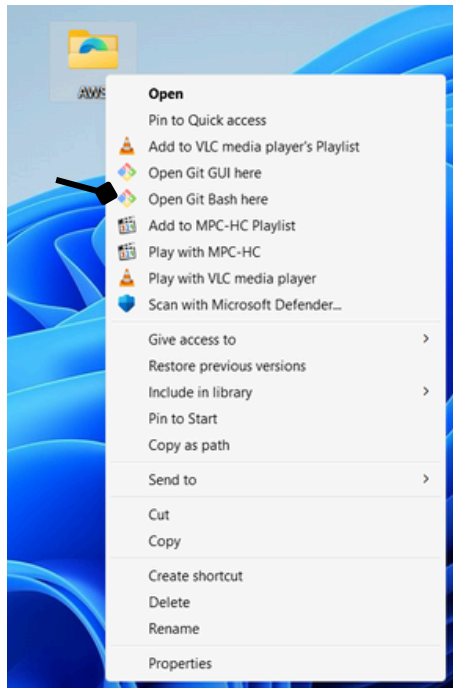 AWS
Open
Pin to Quick access
Add to VLC media player's Playlist
Open Git GUI here
Open Git Bash here
Add to MPC-HC Playlist
Play with MPC-HC
Play with VLC media player
Scan with Microsoft Defender...
Give access to
Restore previous versions
Include in library
Pin to Start
Copy as path
Send to
Cut
Copy
Create shortcut
Delete
Rename
Properties